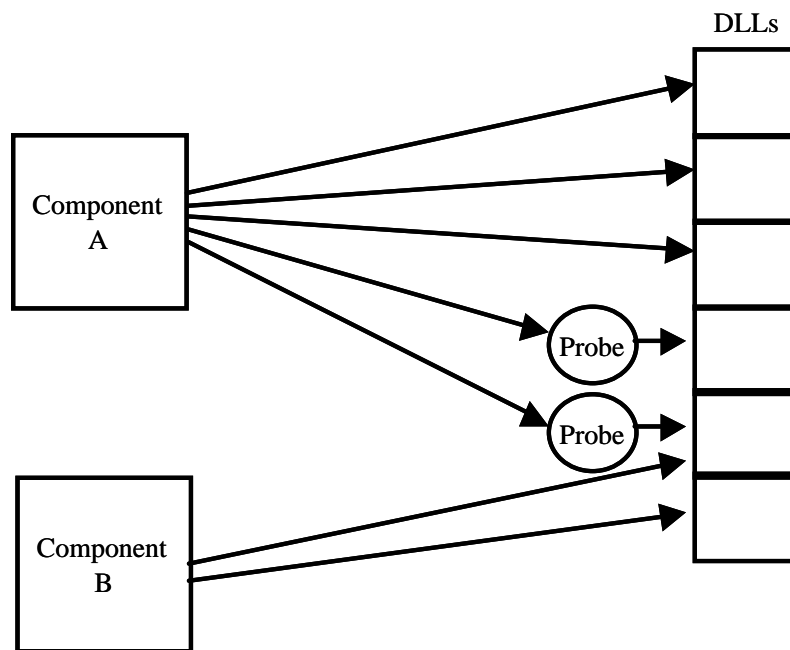 DLLs
Component
A
Probe
Probe
Component
B